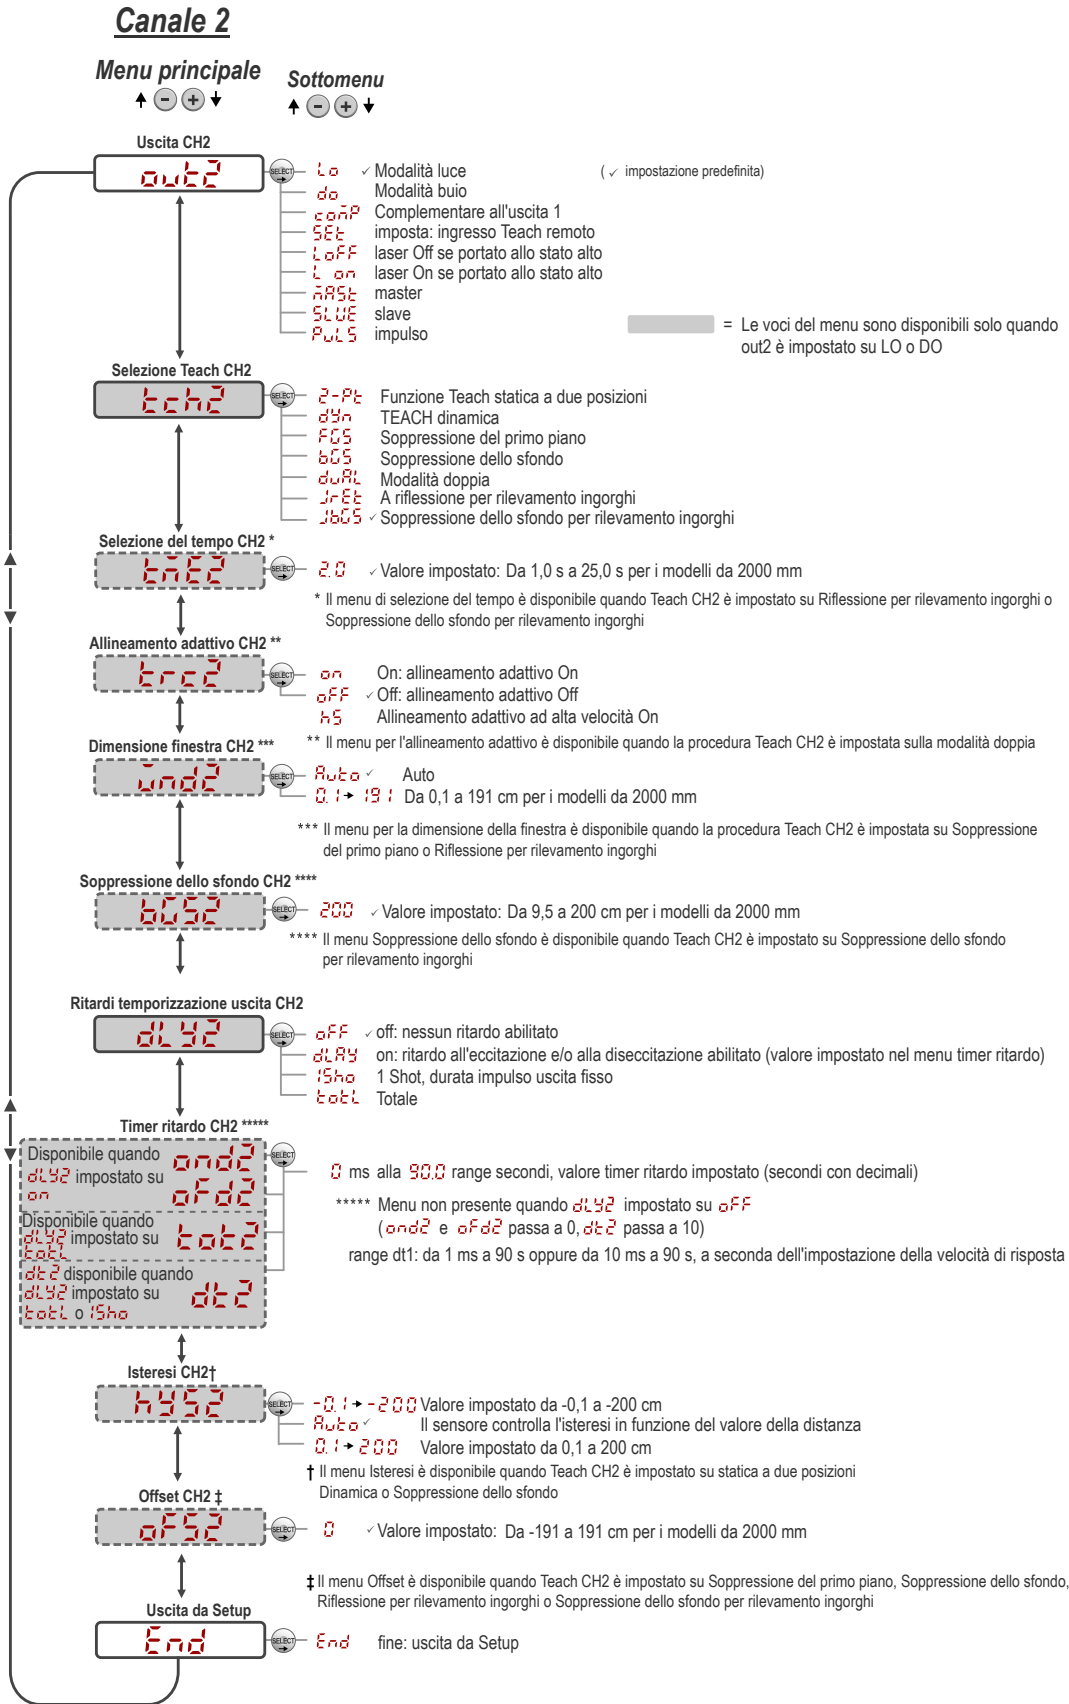 Canale 2
Menu principale
Sottomenu
- +
- +
Uscita CH2
out2
SELECT
Lo ✓ Modalità luce
( ✓ impostazione predefinita)
do Modalità buio
comP Complementare all'uscita 1
SEt imposta: ingresso Teach remoto
LoFF laser Off se portato allo stato alto
L on laser On se portato allo stato alto
mASt master
SLUE slave
PuLS impulso
= Le voci del menu sono disponibili solo quando
out2 è impostato su LO o DO
Selezione Teach CH2
tch2
SELECT
2-Pt Funzione Teach statica a due posizioni
dYn TEACH dinamica
FGS Soppressione del primo piano
bGS Soppressione dello sfondo
duAL Modalità doppia
JrEt A riflessione per rilevamento ingorghi
JbGS ✓ Soppressione dello sfondo per rilevamento ingorghi
Selezione del tempo CH2 *
tmE2
SELECT
2.0 ✓ Valore impostato: Da 1,0 s a 25,0 s per i modelli da 2000 mm
* Il menu di selezione del tempo è disponibile quando Teach CH2 è impostato su Riflessione per rilevamento ingorghi o
Soppressione dello sfondo per rilevamento ingorghi
Allineamento adattivo CH2 **
trc2
SELECT
on On: allineamento adattivo On
oFF ✓ Off: allineamento adattivo Off
hS Allineamento adattivo ad alta velocità On
** Il menu per l'allineamento adattivo è disponibile quando la procedura Teach CH2 è impostata sulla modalità doppia
Dimensione finestra CH2 ***
wnd2
SELECT
Auto ✓ Auto
0.1 → 191 Da 0,1 a 191 cm per i modelli da 2000 mm
*** Il menu per la dimensione della finestra è disponibile quando la procedura Teach CH2 è impostata su Soppressione
del primo piano o Riflessione per rilevamento ingorghi
Soppressione dello sfondo CH2 ****
bGS2
SELECT
200 ✓ Valore impostato: Da 9,5 a 200 cm per i modelli da 2000 mm
**** Il menu Soppressione dello sfondo è disponibile quando Teach CH2 è impostato su Soppressione dello sfondo
per rilevamento ingorghi
Ritardi temporizzazione uscita CH2
dLY2
SELECT
oFF ✓ off: nessun ritardo abilitato
dLAY on: ritardo all'eccitazione e/o alla diseccitazione abilitato (valore impostato nel menu timer ritardo)
1Sho 1 Shot, durata impulso uscita fisso
totL Totale
Timer ritardo CH2 *****
Disponibile quando
dLY2 impostato su
on
ond2
oFd2
SELECT
Disponibile quando
dLY2 impostato su
totL
tot2
dt2 disponibile quando
dLY2 impostato su
totL o 1Sho
dt2
0 ms alla 90.0 range secondi, valore timer ritardo impostato (secondi con decimali)
***** Menu non presente quando dLY2 impostato su oFF
(ond2 e oFd2 passa a 0, dt2 passa a 10)
range dt1: da 1 ms a 90 s oppure da 10 ms a 90 s, a seconda dell'impostazione della velocità di risposta
Isteresi CH2†
hYS2
SELECT
-0.1 → -200 Valore impostato da -0,1 a -200 cm
Auto ✓ Il sensore controlla l'isteresi in funzione del valore della distanza
0.1 → 200 Valore impostato da 0,1 a 200 cm
† Il menu Isteresi è disponibile quando Teach CH2 è impostato su statica a due posizioni
Dinamica o Soppressione dello sfondo
Offset CH2 ‡
oFS2
SELECT
0 ✓ Valore impostato: Da -191 a 191 cm per i modelli da 2000 mm
‡ Il menu Offset è disponibile quando Teach CH2 è impostato su Soppressione del primo piano, Soppressione dello sfondo,
Riflessione per rilevamento ingorghi o Soppressione dello sfondo per rilevamento ingorghi
Uscita da Setup
End
SELECT
End fine: uscita da Setup